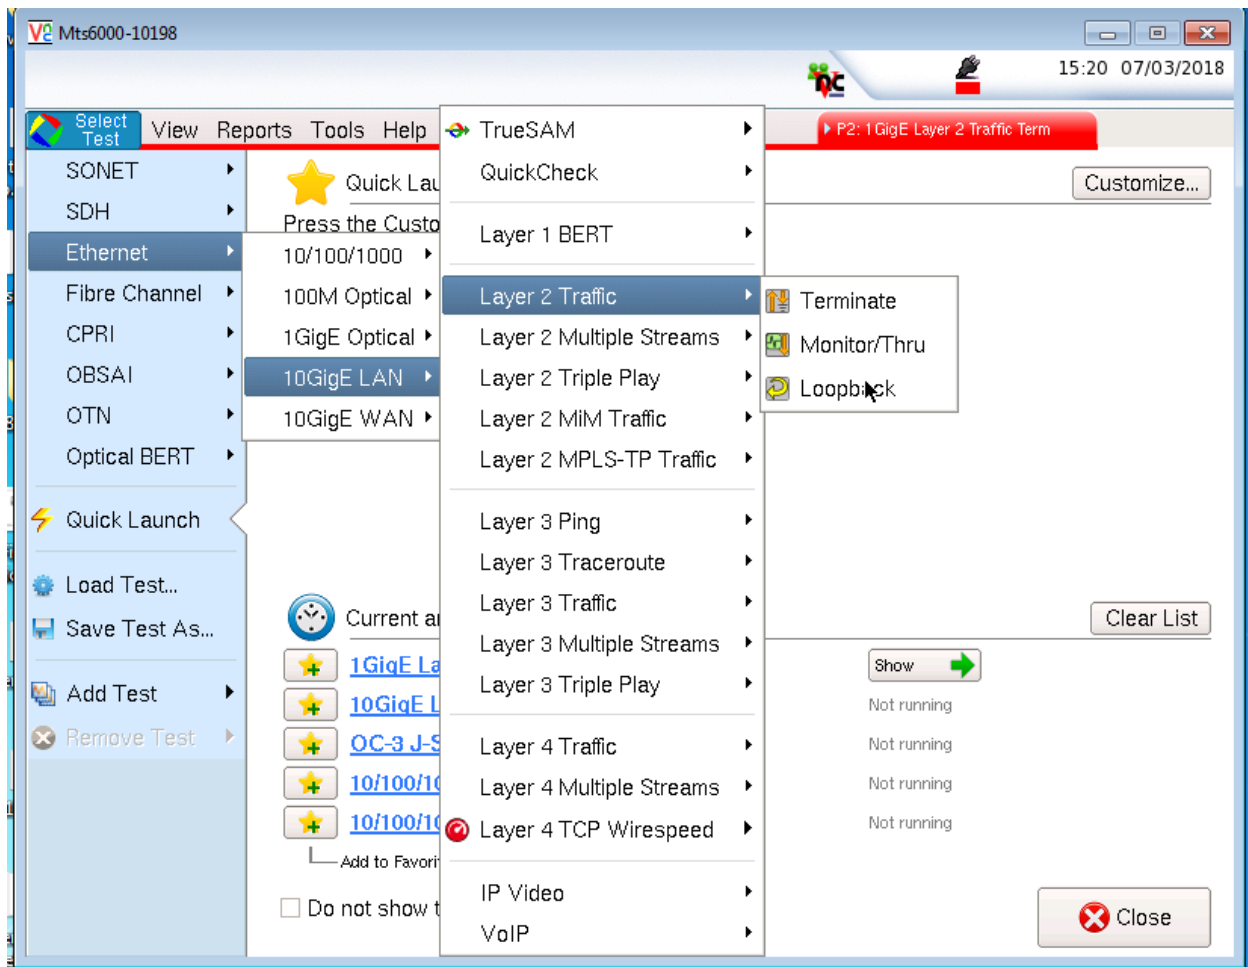 Mts6000-10198
15:20 07/03/2018
Select Test
View Reports Tools Help
P2: 1GigE Layer 2 Traffic Term
SONET
SDH
Ethernet
Fibre Channel
CPRI
OBSAI
OTN
Optical BERT
Quick Launch
Load Test...
Save Test As...
Add Test
Remove Test
Quick Lau
Customize...
Press the Custo
10/100/1000
100M Optical
1GigE Optical
10GigE LAN
10GigE WAN
TrueSAM
QuickCheck
Layer 1 BERT
Layer 2 Traffic
Layer 2 Multiple Streams
Layer 2 Triple Play
Layer 2 MiM Traffic
Layer 2 MPLS-TP Traffic
Layer 3 Ping
Layer 3 Traceroute
Layer 3 Traffic
Layer 3 Multiple Streams
Layer 3 Triple Play
Layer 4 Traffic
Layer 4 Multiple Streams
Layer 4 TCP Wirespeed
IP Video
VoIP
Terminate
Monitor/Thru
Loopback
Current a
Clear List
1GigE La
Show
10GigE L
Not running
OC-3 J-S
Not running
10/100/10
Not running
10/100/10
Not running
Add to Favori
Do not show t
Close